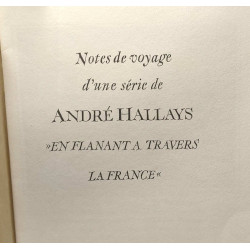 Notes de voyage
d'une série de
ANDRÉ HALLAYS
»EN FLANANT A TRAVERS
LA FRANCE«